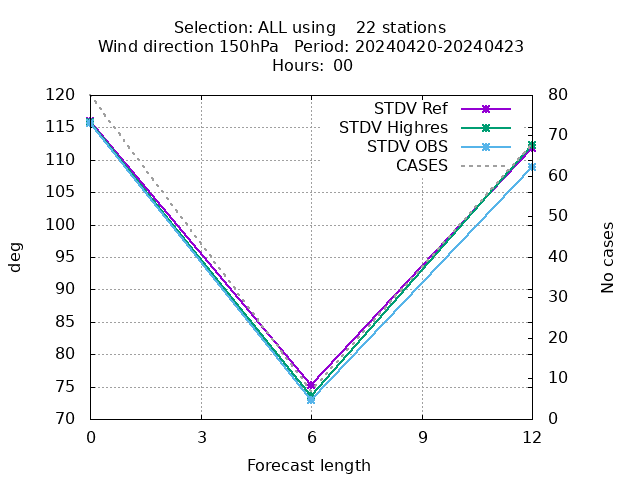 Selection: ALL using    22 stations
Wind direction 150hPa   Period: 20240420-20240423
Hours:  00
STDV Ref
STDV Highres
STDV OBS
CASES
deg
120
115
110
105
100
95
90
85
80
75
70
No cases
80
70
60
50
40
30
20
10
0
0 3 6 9 12
Forecast length